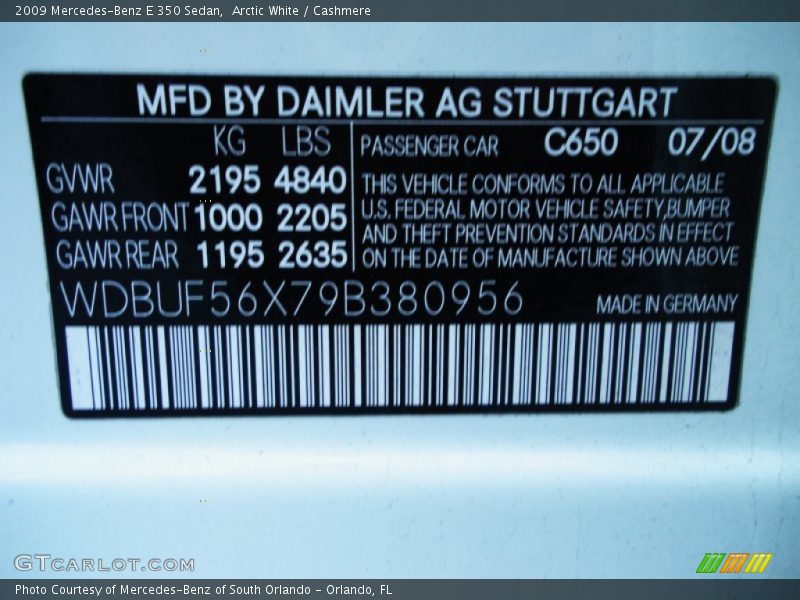 2009 Mercedes-Benz E 350 Sedan, Arctic White / Cashmere
MFD BY DAIMLER AG STUTTGART
KG LBS
GVWR 2195 4840
GAWR FRONT 1000 2205
GAWR REAR 1195 2635
PASSENGER CAR C650 07/08
THIS VEHICLE CONFORMS TO ALL APPLICABLE
U.S. FEDERAL MOTOR VEHICLE SAFETY,BUMPER
AND THEFT PREVENTION STANDARDS IN EFFECT
ON THE DATE OF MANUFACTURE SHOWN ABOVE
WDBUF56X79B380956 MADE IN GERMANY
GTCARLOT.COM
Photo Courtesy of Mercedes-Benz of South Orlando - Orlando, FL